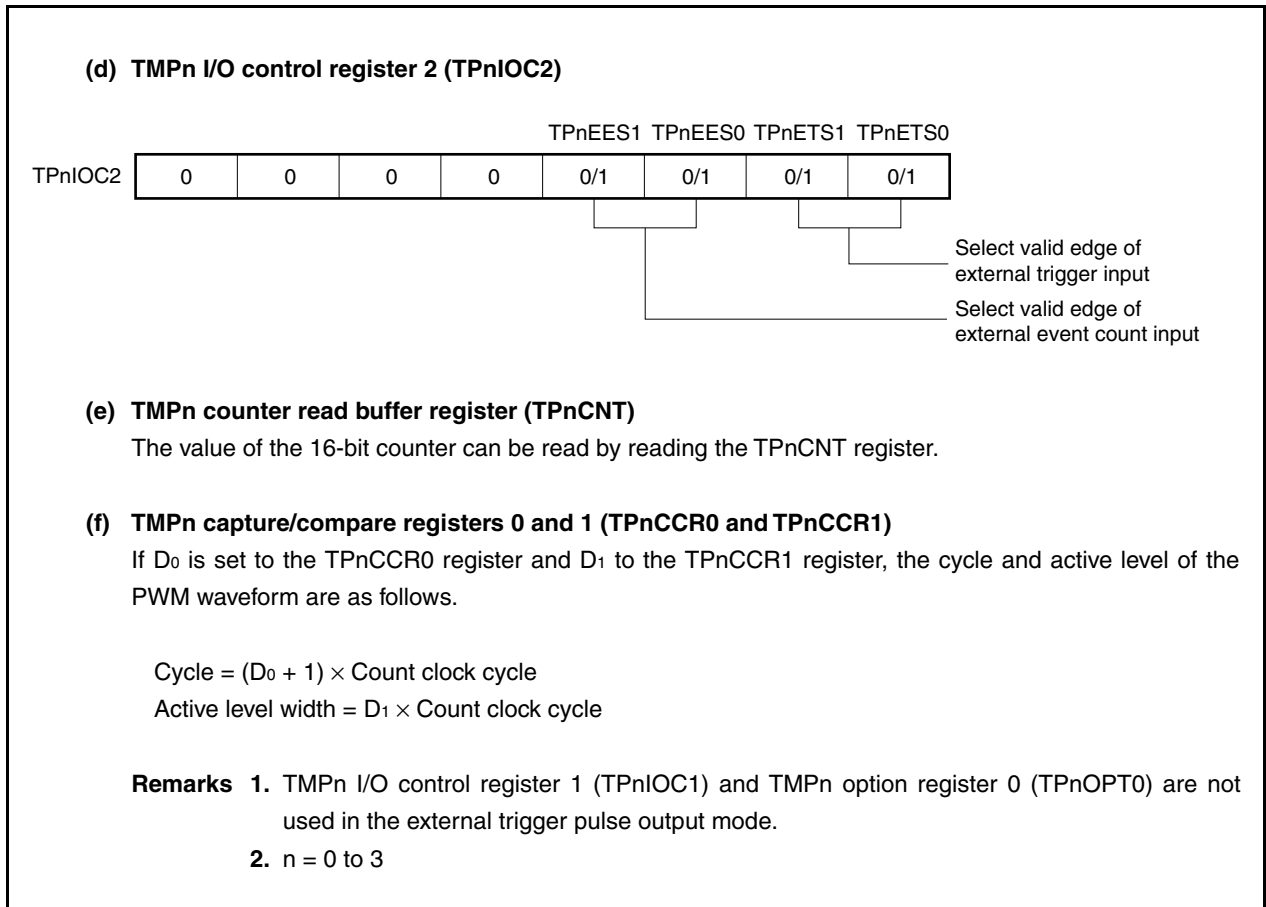 (d) TMPn I/O control register 2 (TPnIOC2)
TPnEES1 TPnEES0 TPnETS1 TPnETS0
TPnIOC2 0 0 0 0 0/1 0/1 0/1 0/1
Select valid edge of
external trigger input
Select valid edge of
external event count input
(e) TMPn counter read buffer register (TPnCNT)
The value of the 16-bit counter can be read by reading the TPnCNT register.
(f) TMPn capture/compare registers 0 and 1 (TPnCCR0 and TPnCCR1)
If D0 is set to the TPnCCR0 register and D1 to the TPnCCR1 register, the cycle and active level of the
PWM waveform are as follows.
Cycle = (D0 + 1) × Count clock cycle
Active level width = D1 × Count clock cycle
Remarks 1. TMPn I/O control register 1 (TPnIOC1) and TMPn option register 0 (TPnOPT0) are not
used in the external trigger pulse output mode.
2. n = 0 to 3